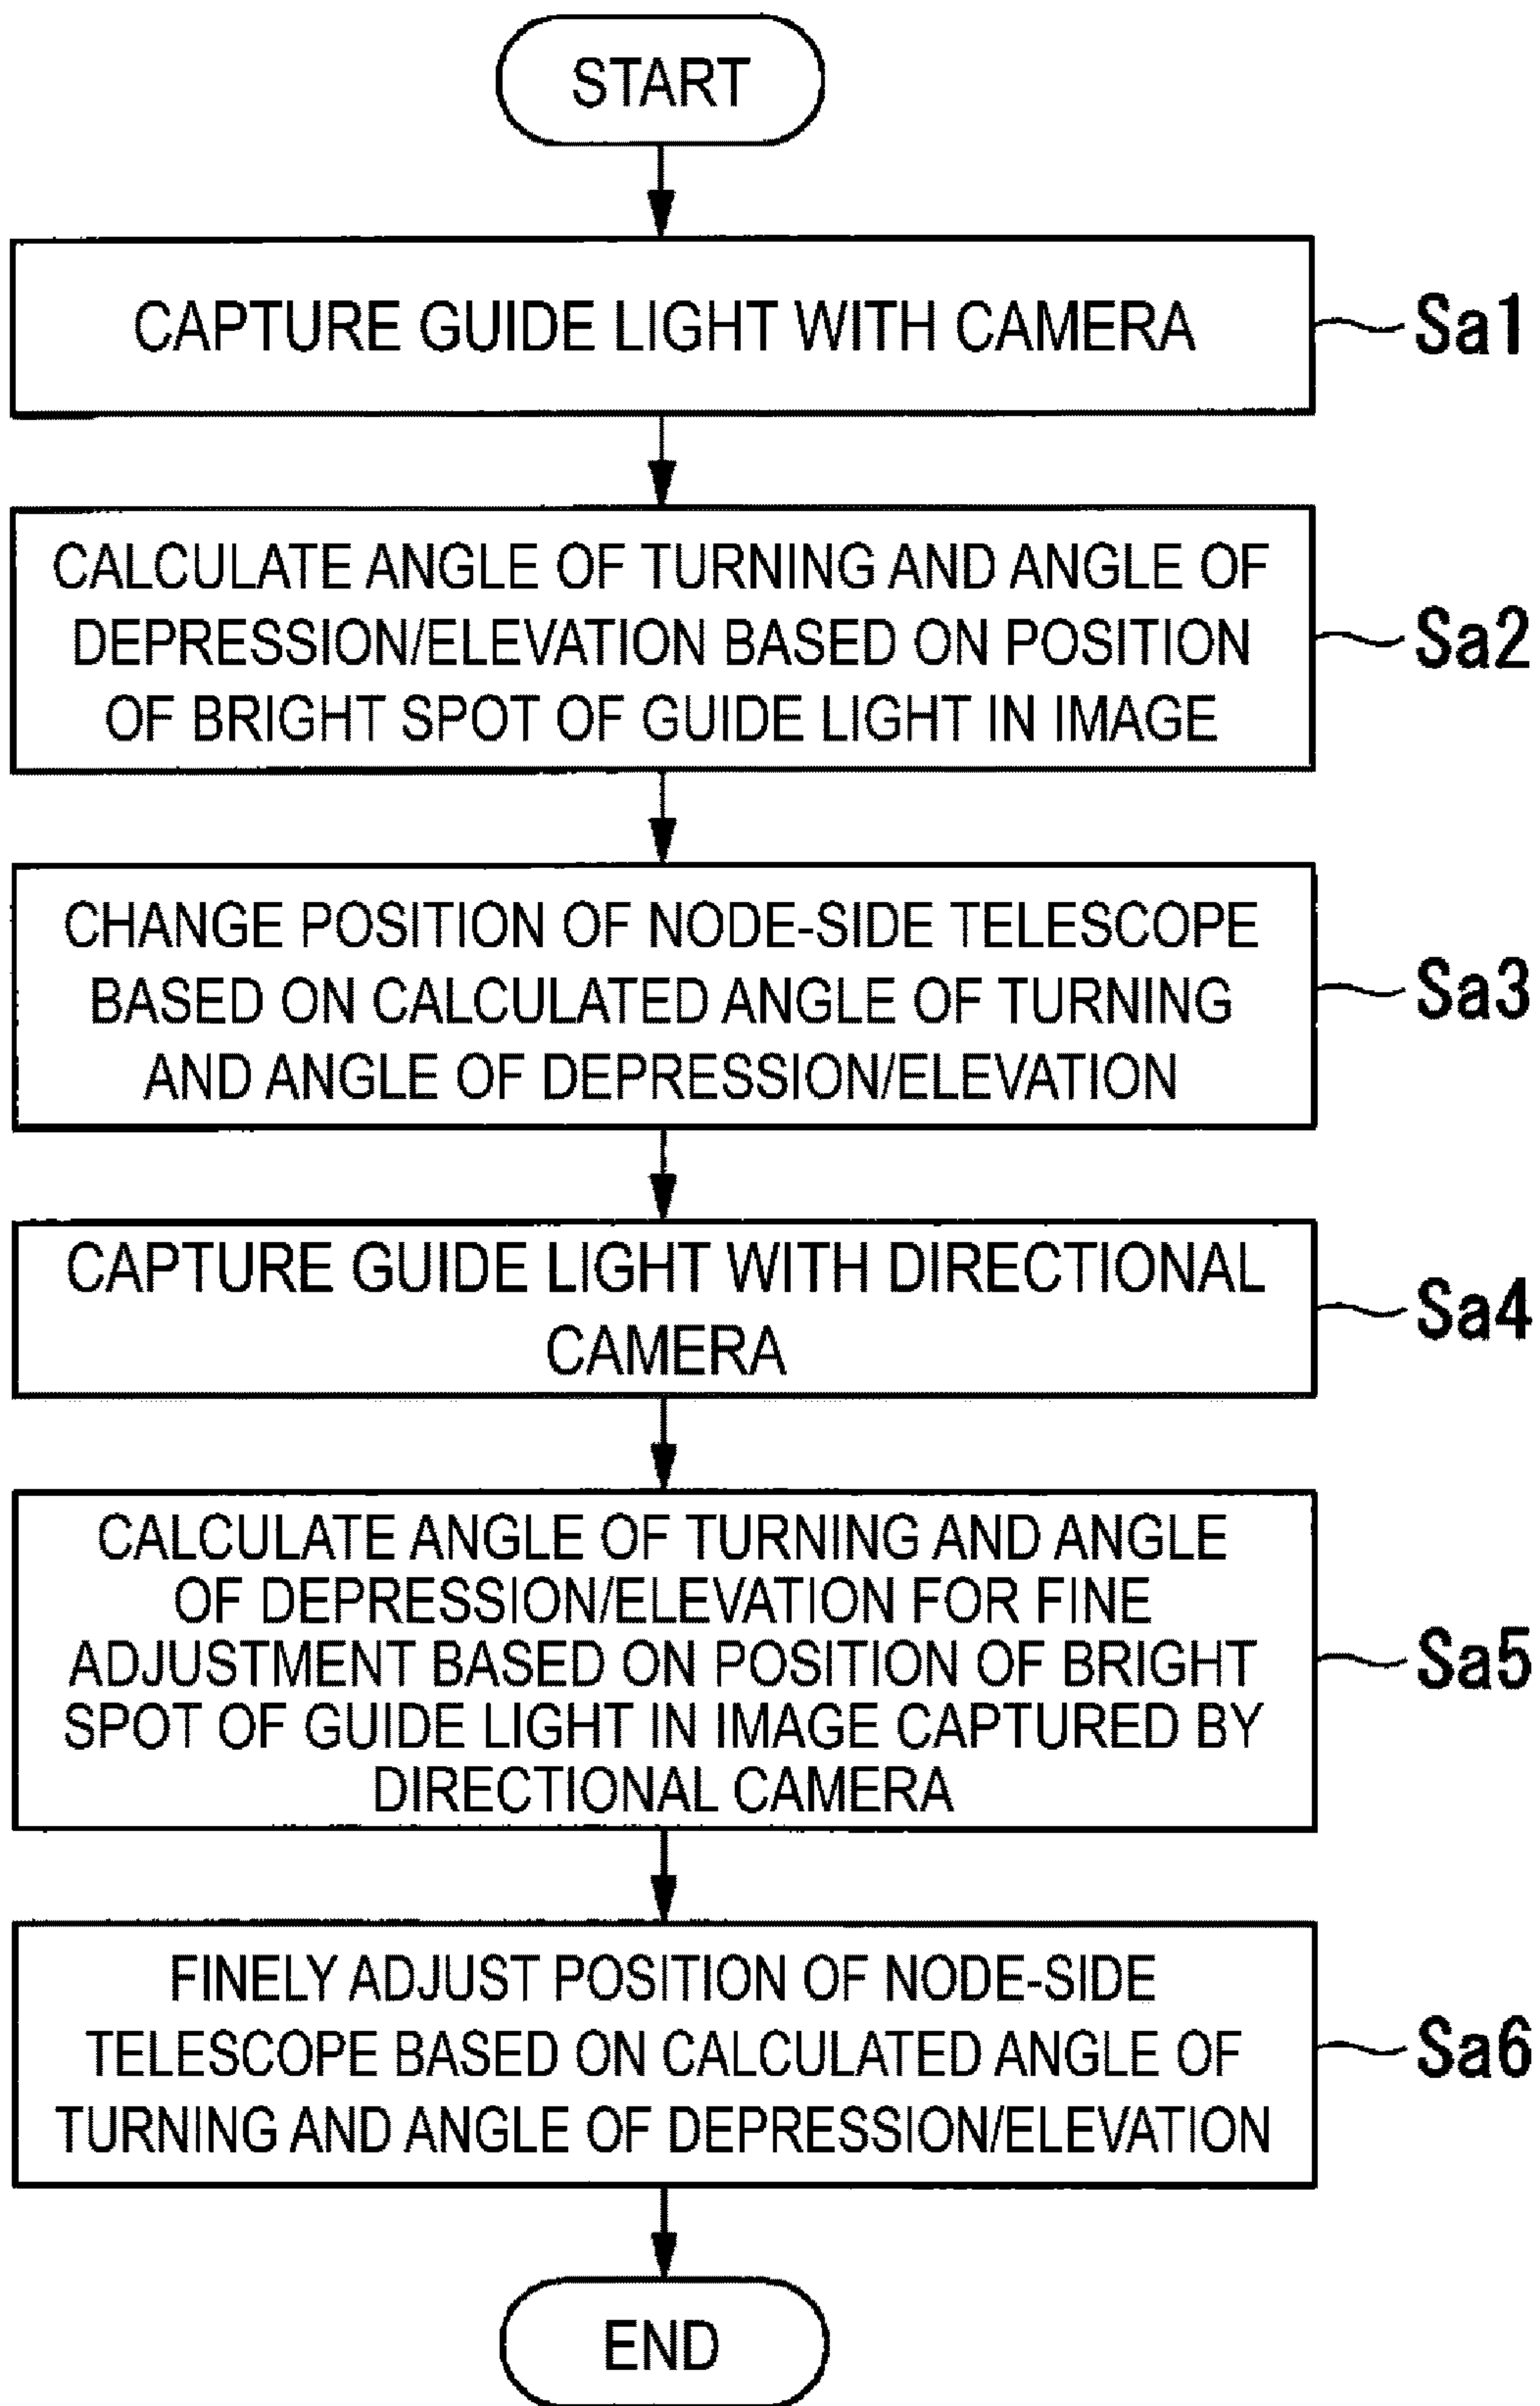 START
CAPTURE GUIDE LIGHT WITH CAMERA
Sa1
CALCULATE ANGLE OF TURNING AND ANGLE OF
DEPRESSION/ELEVATION BASED ON POSITION
OF BRIGHT SPOT OF GUIDE LIGHT IN IMAGE
Sa2
CHANGE POSITION OF NODE-SIDE TELESCOPE
BASED ON CALCULATED ANGLE OF TURNING
AND ANGLE OF DEPRESSION/ELEVATION
Sa3
CAPTURE GUIDE LIGHT WITH DIRECTIONAL
CAMERA
Sa4
CALCULATE ANGLE OF TURNING AND ANGLE
OF DEPRESSION/ELEVATION FOR FINE
ADJUSTMENT BASED ON POSITION OF BRIGHT
SPOT OF GUIDE LIGHT IN IMAGE CAPTURED BY
DIRECTIONAL CAMERA
Sa5
FINELY ADJUST POSITION OF NODE-SIDE
TELESCOPE BASED ON CALCULATED ANGLE OF
TURNING AND ANGLE OF DEPRESSION/ELEVATION
Sa6
END